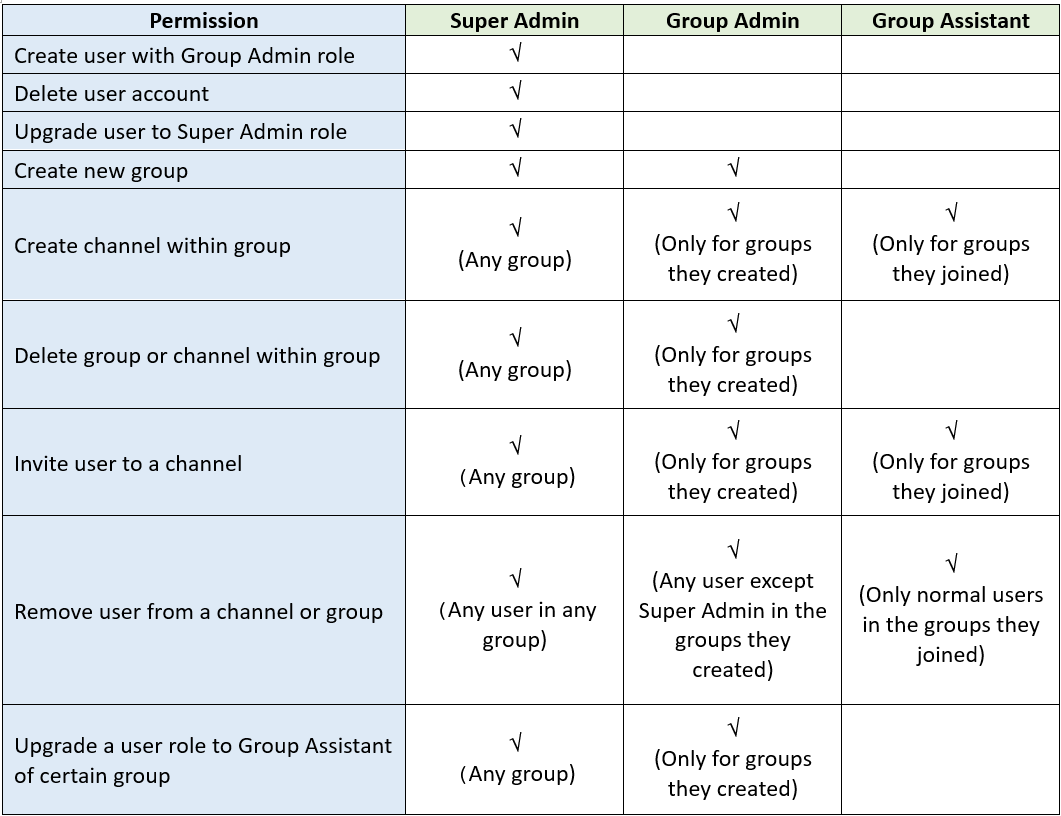 Permission
Super Admin
Group Admin
Group Assistant
Create user with Group Admin role
√
Delete user account
√
Upgrade user to Super Admin role
√
Create new group
√
√
Create channel within group
√
(Any group)
√
(Only for groups
they created)
√
(Only for groups
they joined)
Delete group or channel within group
√
(Any group)
√
(Only for groups
they created)
Invite user to a channel
√
(Any group)
√
(Only for groups
they created)
√
(Only for groups
they joined)
Remove user from a channel or group
√
(Any user in any
group)
√
(Any user except
Super Admin in the
groups they
created)
√
(Only normal users
in the groups they
joined)
Upgrade a user role to Group Assistant
of certain group
√
(Any group)
√
(Only for groups
they created)